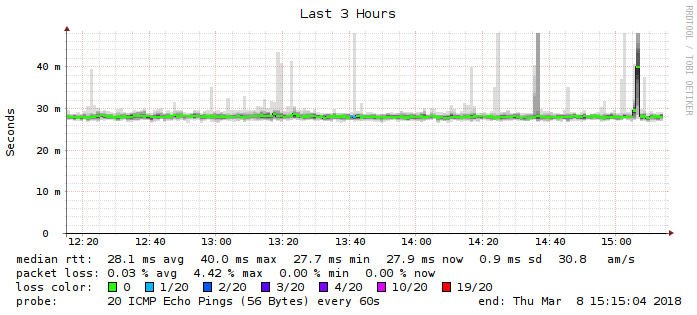 Last 3 Hours
RRDTOOL / TOBI OETIKER
Seconds
40 m
30 m
20 m
10 m
0
12:20 12:40 13:00 13:20 13:40 14:00 14:20 14:40 15:00
median rtt: 28.1 ms avg 40.0 ms max 27.7 ms min 27.9 ms now 0.9 ms sd 30.8 am/s
packet loss: 0.03 % avg 4.42 % max 0.00 % min 0.00 % now
loss color: 0 1/20 2/20 3/20 4/20 10/20 19/20
probe: 20 ICMP Echo Pings (56 Bytes) every 60s end: Thu Mar 8 15:15:04 2018